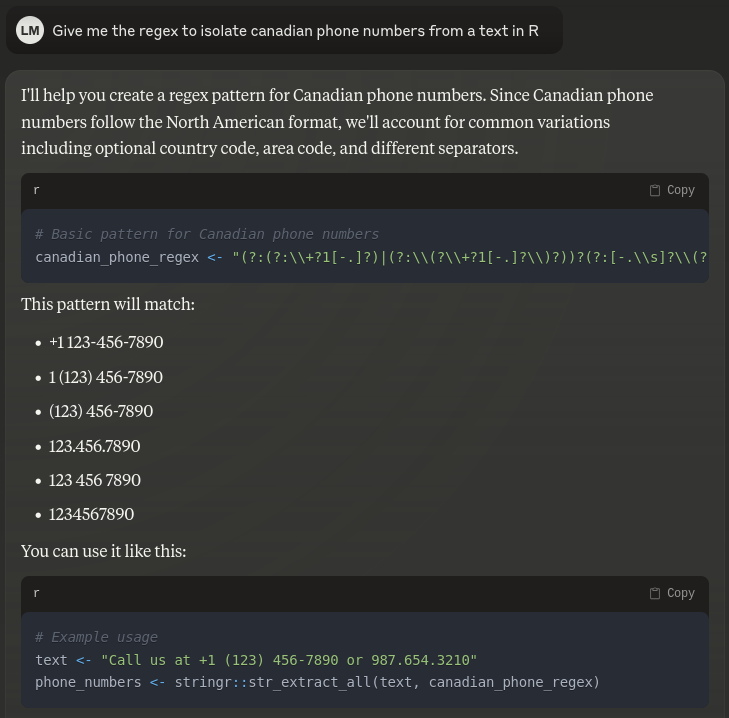 LM Give me the regex to isolate canadian phone numbers from a text in R
I'll help you create a regex pattern for Canadian phone numbers. Since Canadian phone
numbers follow the North American format, we'll account for common variations
including optional country code, area code, and different separators.
r Copy
# Basic pattern for Canadian phone numbers
canadian_phone_regex <- "(?:(?:\\+?1[-.]?)|(?:\\(?\\+?1[-.]?\\)?))?(?:[-.\\s]?\\(?
This pattern will match:
• +1 123-456-7890
• 1 (123) 456-7890
• (123) 456-7890
• 123.456.7890
• 123 456 7890
• 1234567890
You can use it like this:
r Copy
# Example usage
text <- "Call us at +1 (123) 456-7890 or 987.654.3210"
phone_numbers <- stringr::str_extract_all(text, canadian_phone_regex)